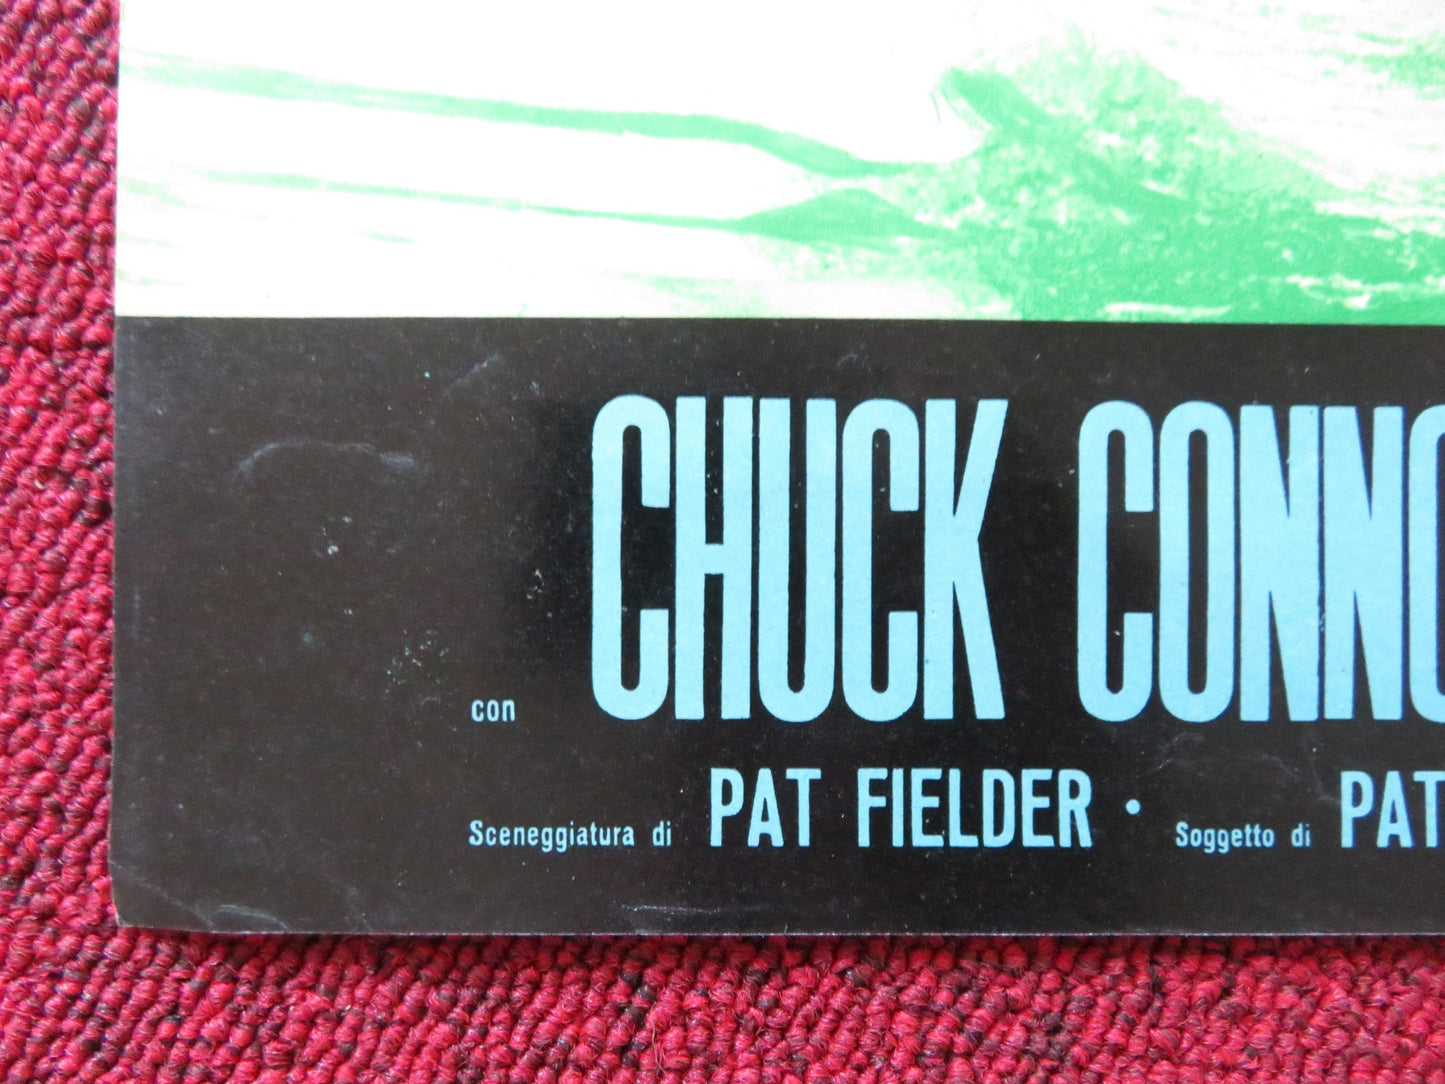 con CHUCK CONNO
Sceneggiatura di PAT FIELDER · Soggetto di PAT